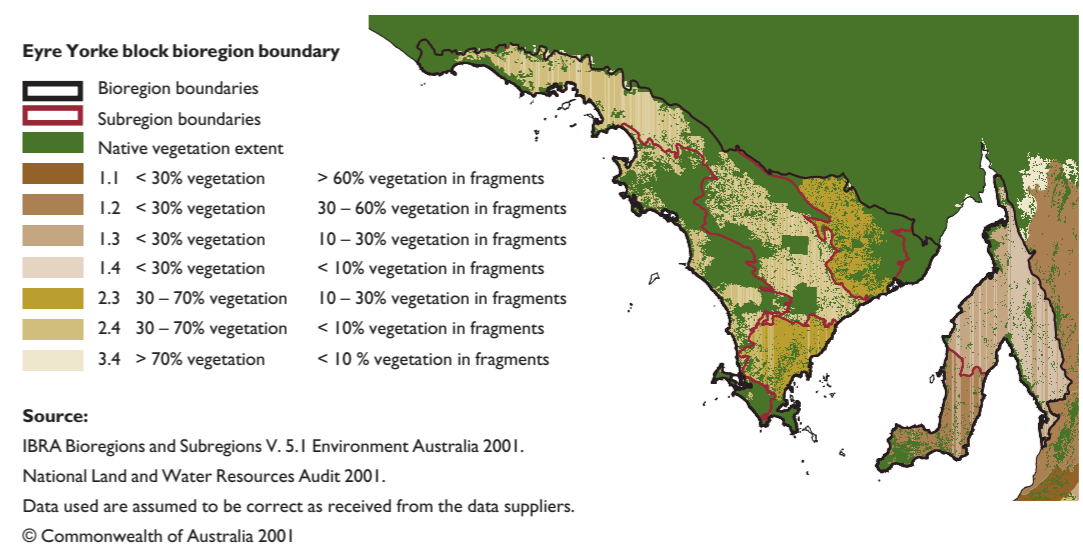 Eyre Yorke block bioregion boundary
Bioregion boundaries
Subregion boundaries
Native vegetation extent
1.1 < 30% vegetation > 60% vegetation in fragments
1.2 < 30% vegetation 30 – 60% vegetation in fragments
1.3 < 30% vegetation 10 – 30% vegetation in fragments
1.4 < 30% vegetation < 10% vegetation in fragments
2.3 30 – 70% vegetation 10 – 30% vegetation in fragments
2.4 30 – 70% vegetation < 10% vegetation in fragments
3.4 > 70% vegetation < 10 % vegetation in fragments
Source:
IBRA Bioregions and Subregions V. 5.1 Environment Australia 2001.
National Land and Water Resources Audit 2001.
Data used are assumed to be correct as received from the data suppliers.
© Commonwealth of Australia 2001